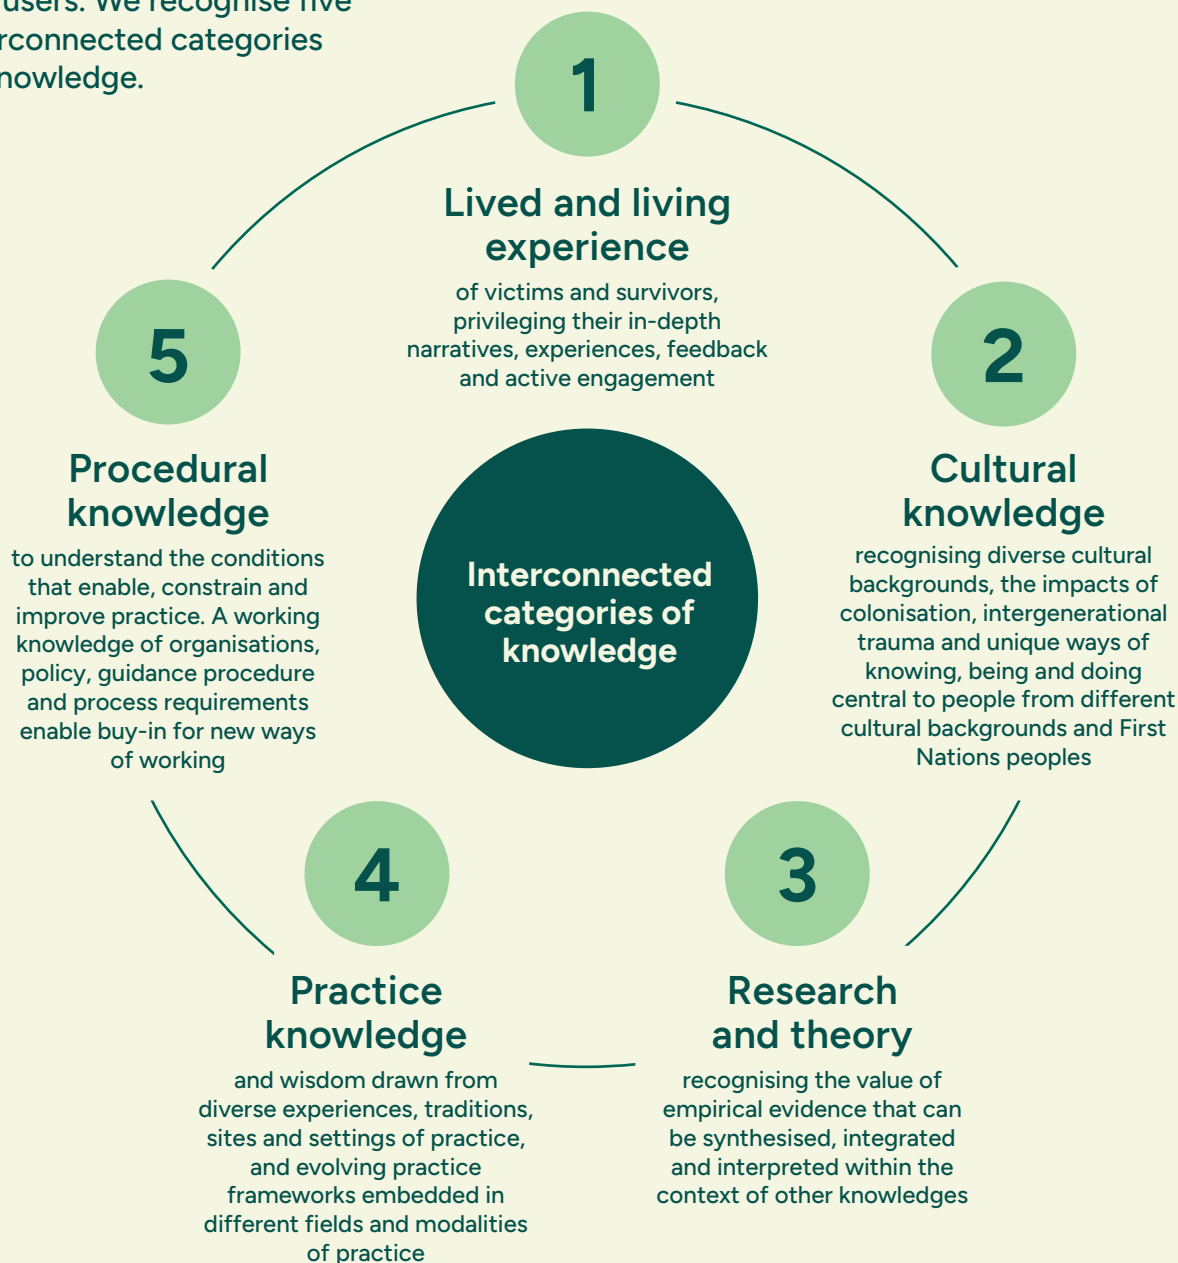 users. We recognise five
rconnected categories
nowledge.
1
Lived and living
experience
of victims and survivors,
privileging their in-depth
narratives, experiences, feedback
and active engagement
2
Cultural
knowledge
recognising diverse cultural
backgrounds, the impacts of
colonisation, intergenerational
trauma and unique ways of
knowing, being and doing
central to people from different
cultural backgrounds and First
Nations peoples
3
Research
and theory
recognising the value of
empirical evidence that can
be synthesised, integrated
and interpreted within the
context of other knowledges
4
Practice
knowledge
and wisdom drawn from
diverse experiences, traditions,
sites and settings of practice,
and evolving practice
frameworks embedded in
different fields and modalities
of practice
5
Procedural
knowledge
to understand the conditions
that enable, constrain and
improve practice. A working
knowledge of organisations,
policy, guidance procedure
and process requirements
enable buy-in for new ways
of working
Interconnected
categories of
knowledge